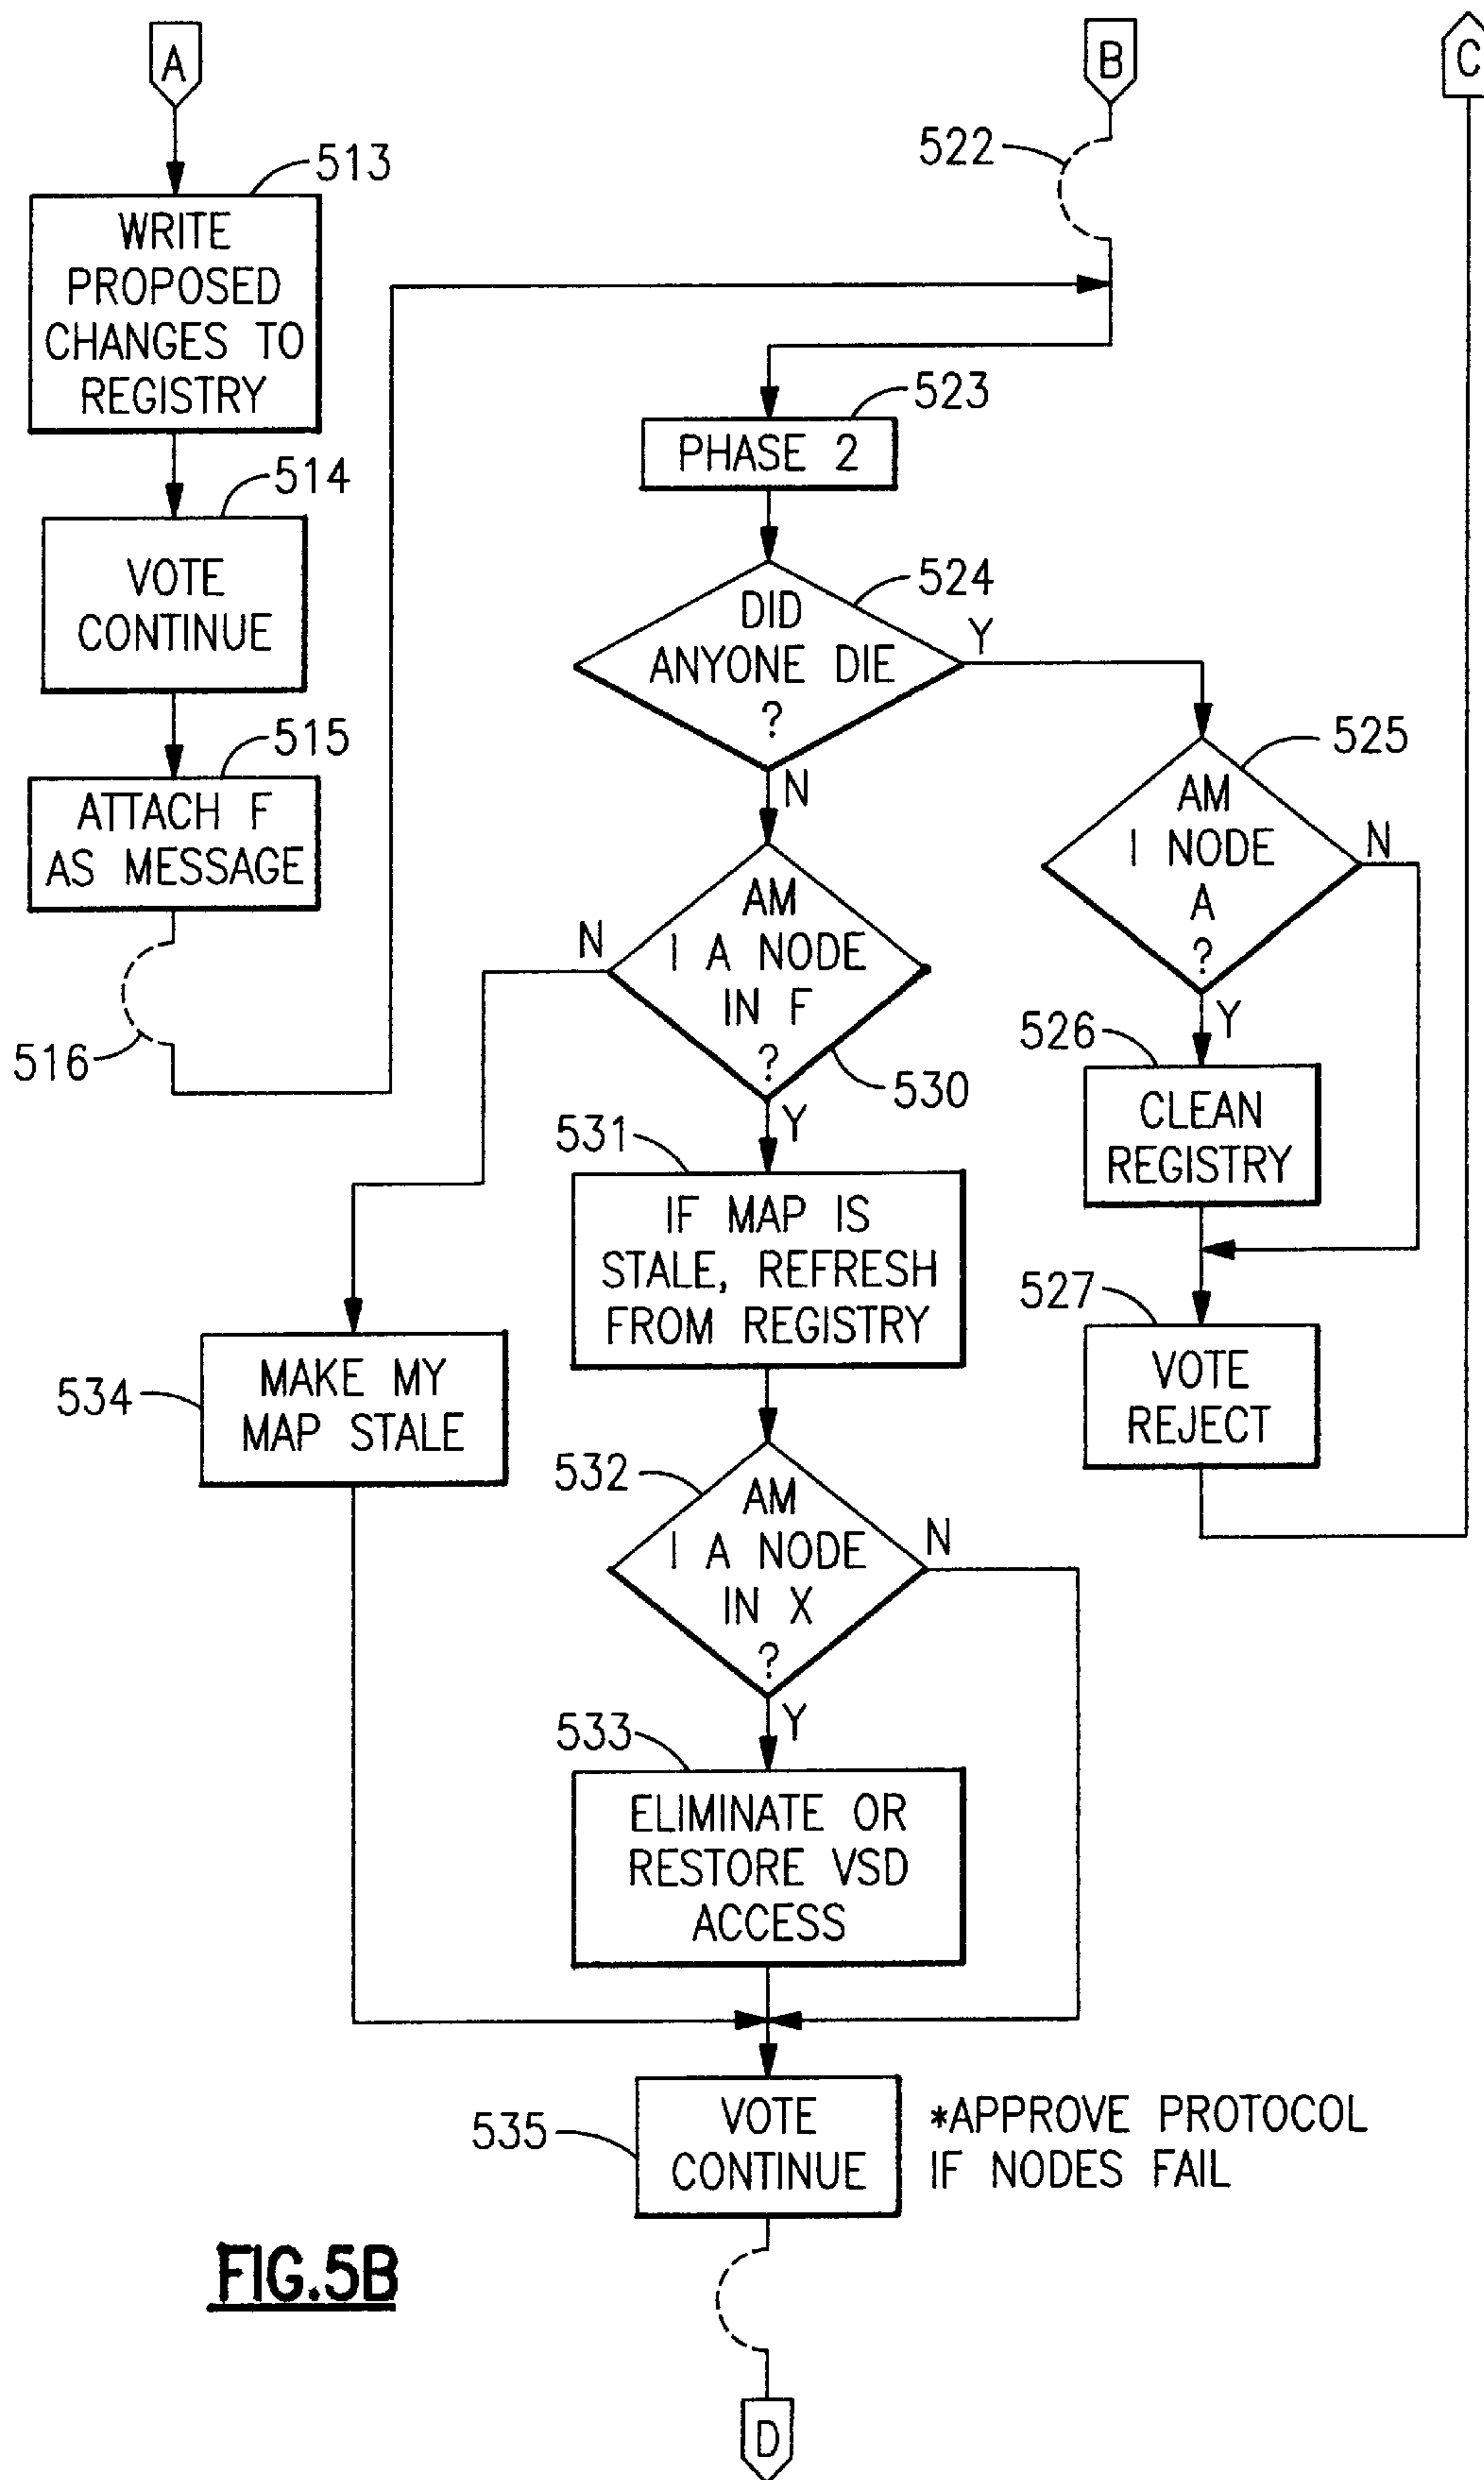 A
B
C
513
WRITE
PROPOSED
CHANGES TO
REGISTRY
514
VOTE
CONTINUE
515
ATTACH F
AS MESSAGE
516
522
523
PHASE 2
524
DID
ANYONE DIE
?
Y
N
525
AM
I NODE
A
?
N
Y
526
CLEAN
REGISTRY
527
VOTE
REJECT
AM
I A NODE
IN F
?
N
530
Y
531
IF MAP IS
STALE, REFRESH
FROM REGISTRY
534
MAKE MY
MAP STALE
532
AM
I A NODE
IN X
?
N
Y
533
ELIMINATE OR
RESTORE VSD
ACCESS
535
VOTE
CONTINUE
*APPROVE PROTOCOL
IF NODES FAIL
FIG.5B
D